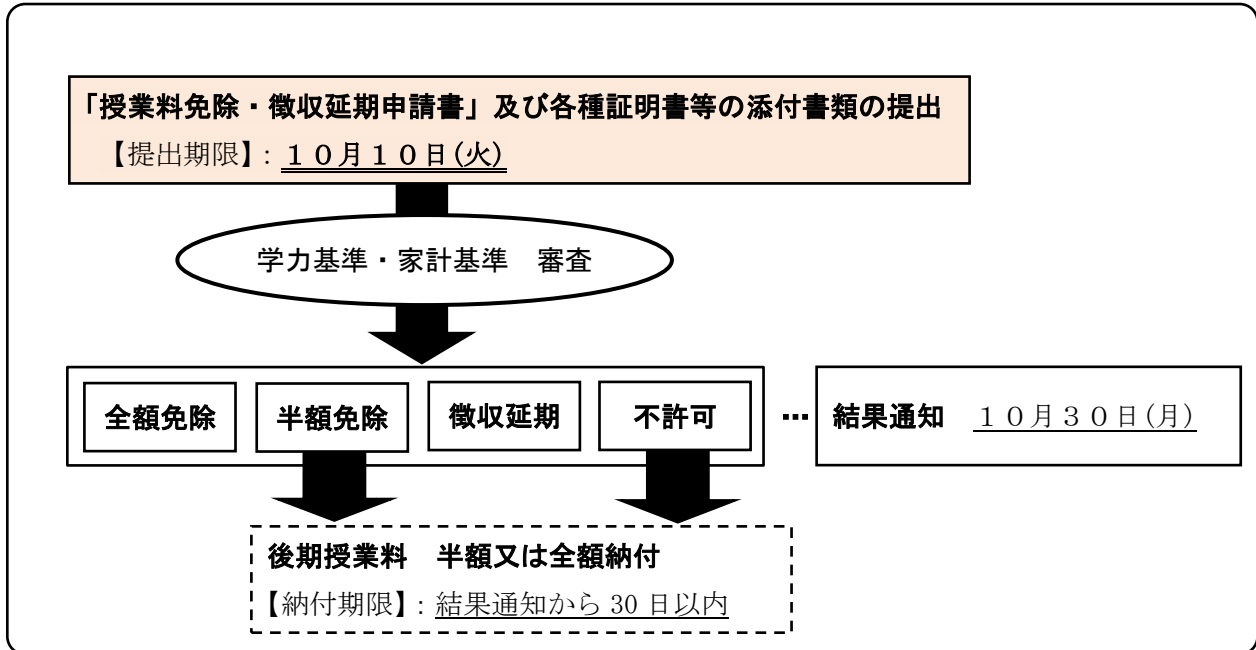 「授業料免除・徴収延期申請書」及び各種証明書等の添付書類の提出
【提出期限】：１０月１０日(火)
学力基準・家計基準　審査
全額免除
半額免除
徴収延期
不許可
… 結果通知　１０月３０日(月)
後期授業料　半額又は全額納付
【納付期限】：結果通知から 30 日以内